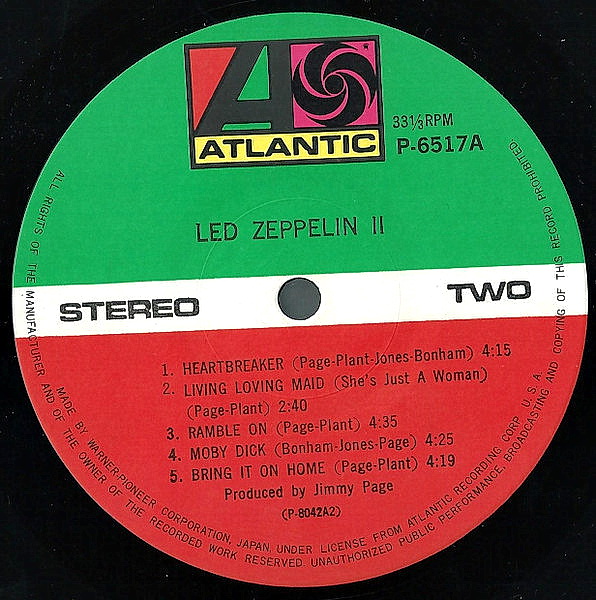 ATLANTIC
33 1/3 RPM
P-6517A
LED ZEPPELIN II
STEREO
TWO
1. HEARTBREAKER (Page-Plant-Jones-Bonham) 4:15
2. LIVING LOVING MAID (She's Just A Woman)
(Page-Plant) 2:40
3. RAMBLE ON (Page-Plant) 4:35
4. MOBY DICK (Bonham-Jones-Page) 4:25
5. BRING IT ON HOME (Page-Plant) 4:19
Produced by Jimmy Page
(P-8042A2)
MADE BY WARNER-PIONEER CORPORATION, JAPAN, UNDER LICENSE FROM ATLANTIC RECORDING CORP. U.S.A.
ALL RIGHTS OF THE MANUFACTURER AND OF THE OWNER OF THE RECORDED WORK RESERVED. UNAUTHORIZED PUBLIC PERFORMANCE, BROADCASTING AND COPYING OF THIS RECORD PROHIBITED